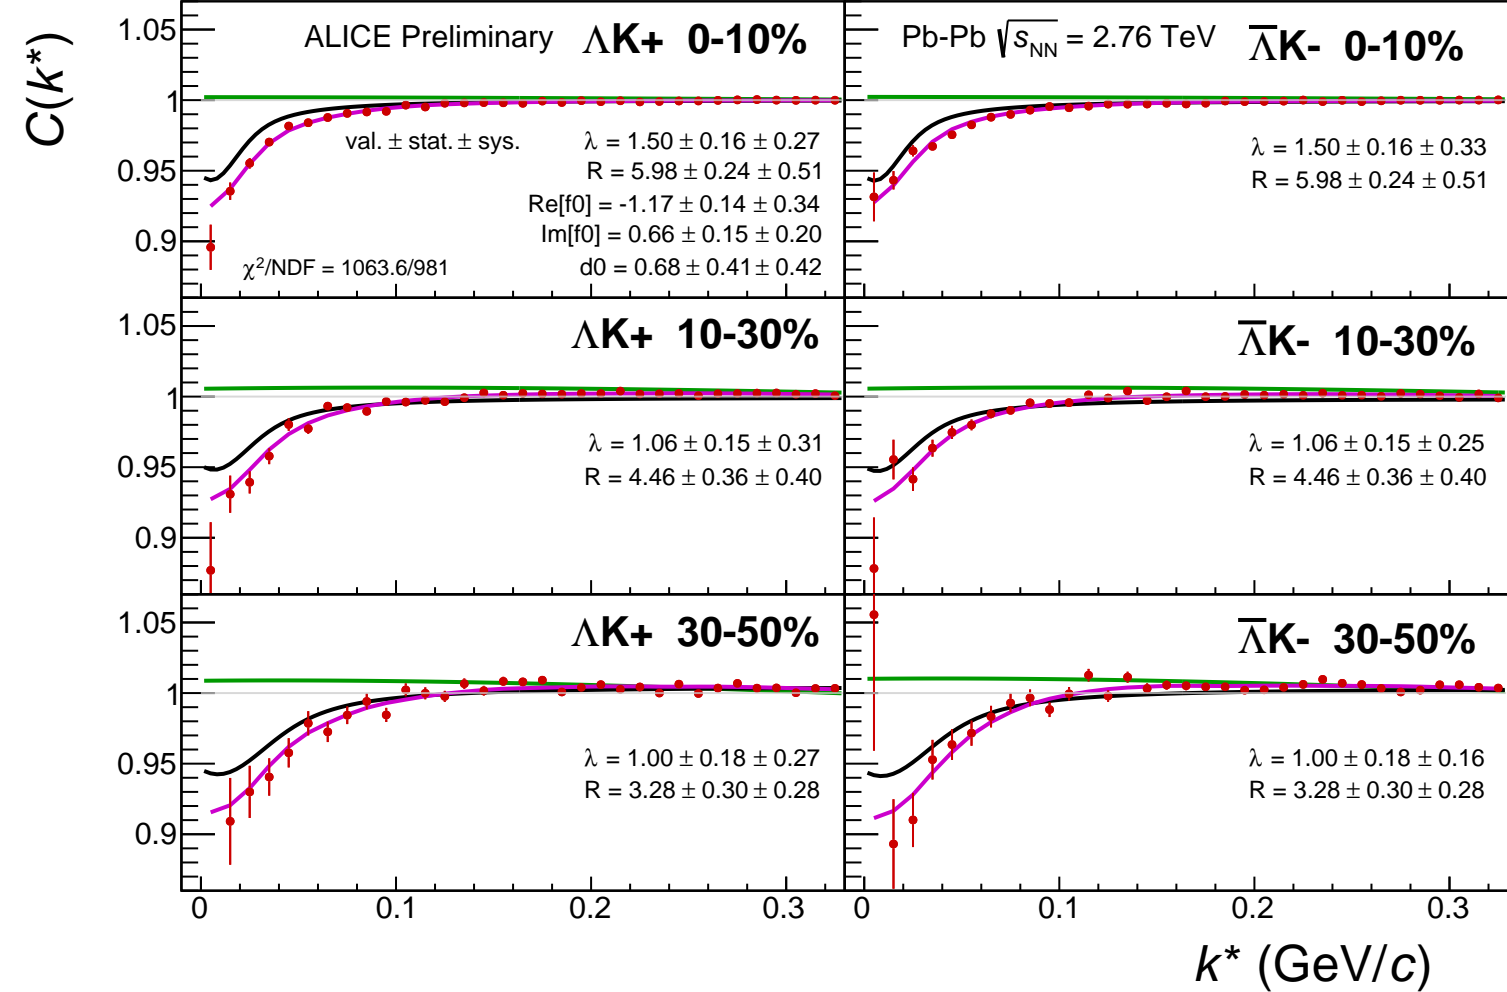 C(k*)
ALICE Preliminary ΛK+ 0-10%
val. ± stat. ± sys.
λ = 1.50 ± 0.16 ± 0.27
R = 5.98 ± 0.24 ± 0.51
Re[f0] = -1.17 ± 0.14 ± 0.34
Im[f0] = 0.66 ± 0.15 ± 0.20
χ²/NDF = 1063.6/981
d0 = 0.68 ± 0.41 ± 0.42
1.05
1
0.95
0.9
Pb-Pb √s_NN = 2.76 TeV Λ̅K- 0-10%
λ = 1.50 ± 0.16 ± 0.33
R = 5.98 ± 0.24 ± 0.51
ΛK+ 10-30%
λ = 1.06 ± 0.15 ± 0.31
R = 4.46 ± 0.36 ± 0.40
1.05
1
0.95
0.9
Λ̅K- 10-30%
λ = 1.06 ± 0.15 ± 0.25
R = 4.46 ± 0.36 ± 0.40
ΛK+ 30-50%
λ = 1.00 ± 0.18 ± 0.27
R = 3.28 ± 0.30 ± 0.28
1.05
1
0.95
0.9
Λ̅K- 30-50%
λ = 1.00 ± 0.18 ± 0.16
R = 3.28 ± 0.30 ± 0.28
0 0.1 0.2 0.3
0 0.1 0.2 0.3
k* (GeV/c)